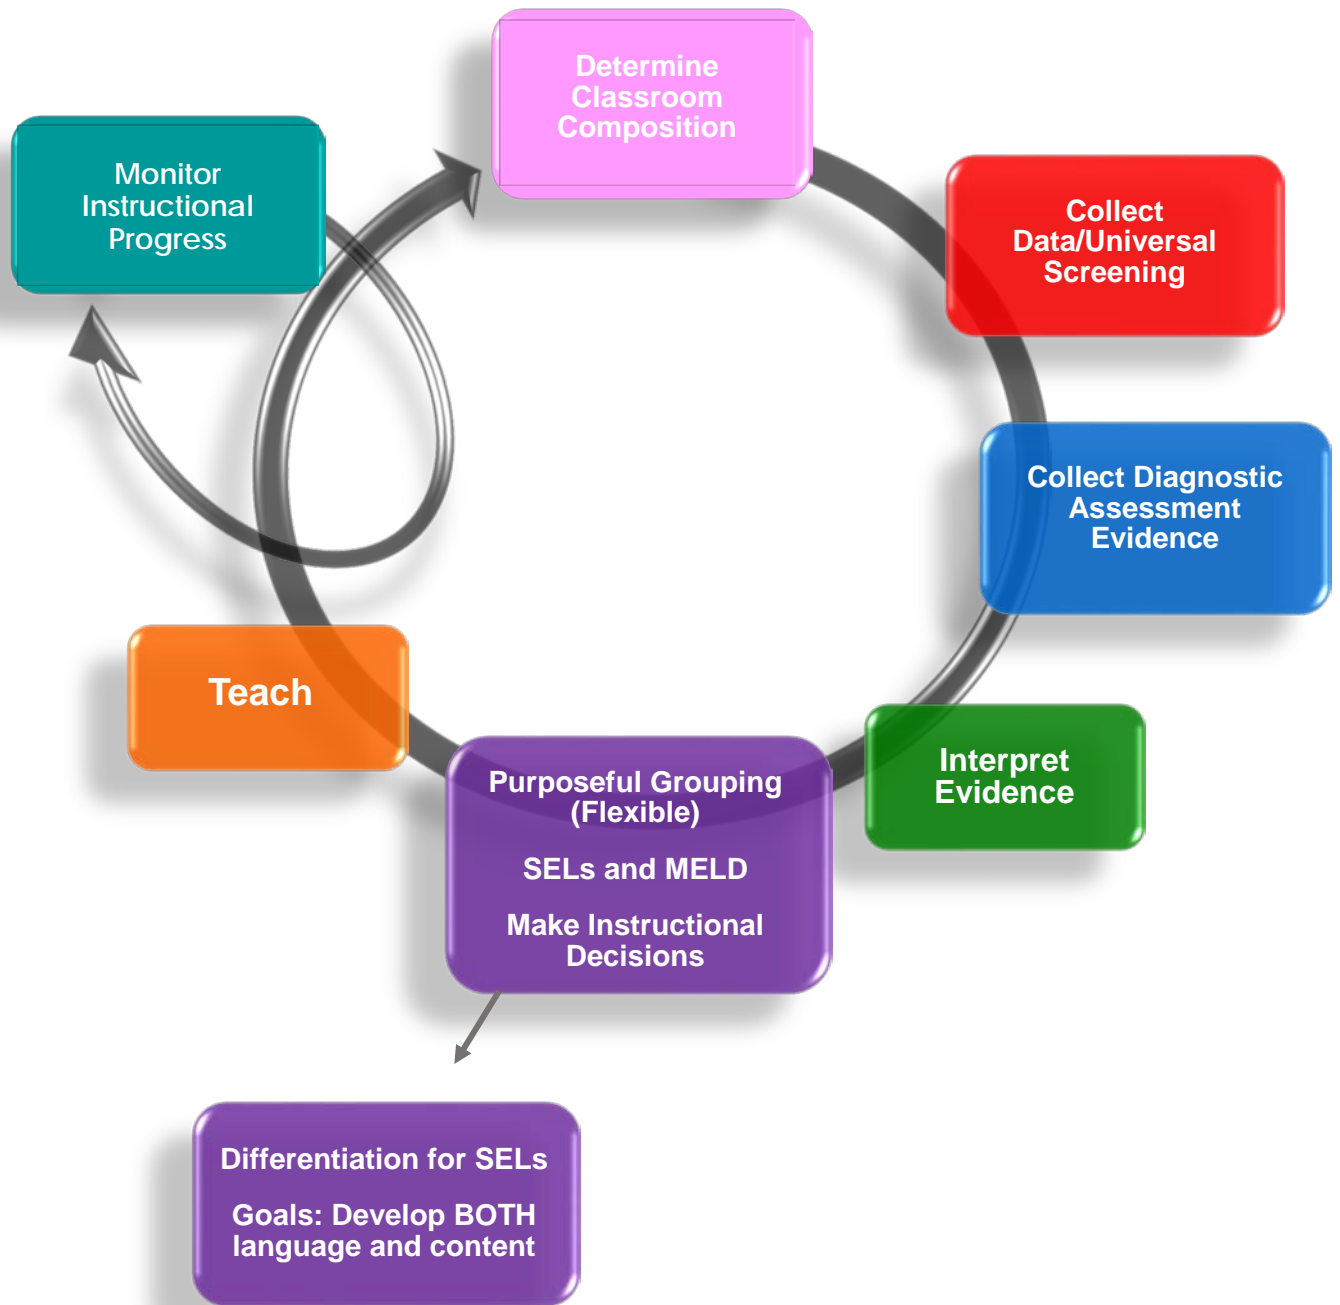 Determine
Classroom
Composition
Monitor
Instructional
Progress
Collect
Data/Universal
Screening
Collect Diagnostic
Assessment
Evidence
Interpret
Evidence
Purposeful Grouping
(Flexible)
SELs and MELD
Make Instructional
Decisions
Teach
Differentiation for SELs
Goals: Develop BOTH
language and content